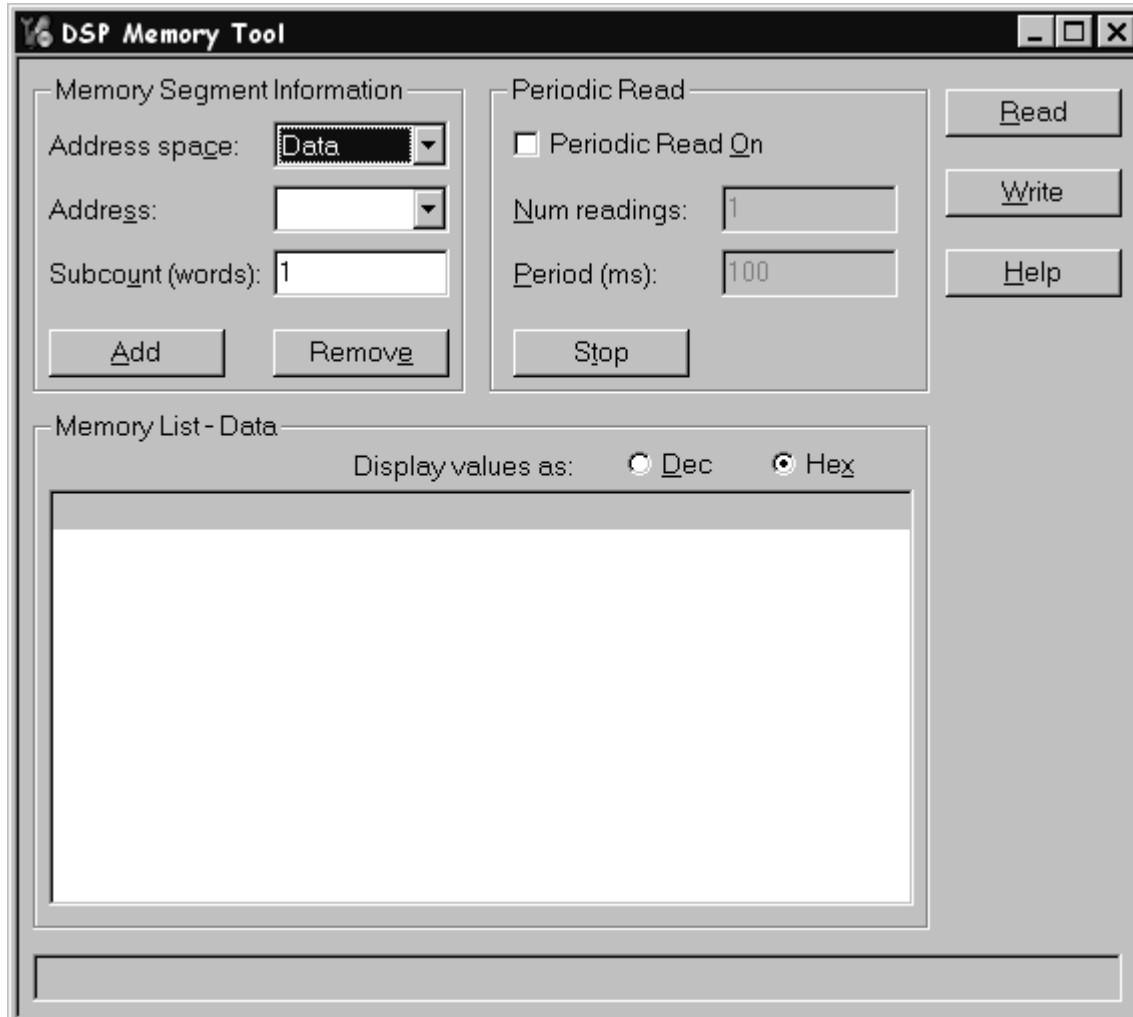 DSP Memory Tool
Memory Segment Information
Address space: Data
Address:
Subcount (words): 1
Add Remove
Periodic Read
Periodic Read On
Num readings: 1
Period (ms): 100
Stop
Read
Write
Help
Memory List - Data
Display values as: Dec Hex